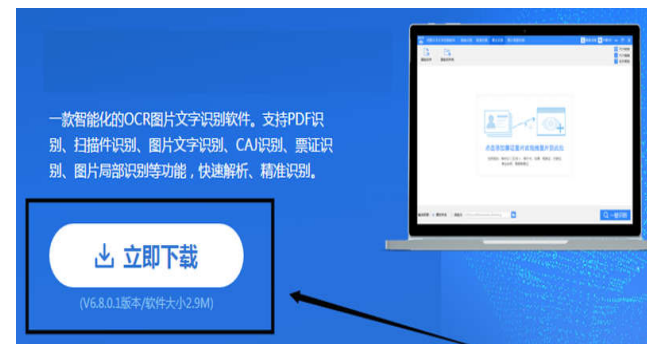 一款智能化的OCR图片文字识别软件。支持PDF识
别、扫描件识别、图片文字识别、CAJ识别、票证识
别、图片局部识别等功能，快速解析、精准识别。
立即下载
(V6.8.0.1版本/软件大小2.9M)